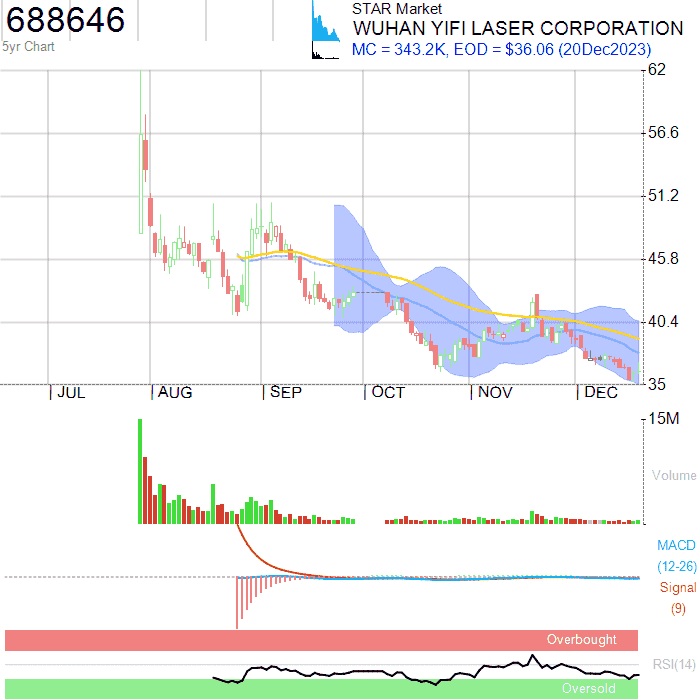 688646
5yr Chart
STAR Market
WUHAN YIFI LASER CORPORATION
MC = 343.2K, EOD = $36.06 (20Dec2023)
62
56.6
51.2
45.8
40.4
35
JUL
AUG
SEP
OCT
NOV
DEC
15M
Volume
MACD
(12-26)
Signal
(9)
Overbought
RSI(14)
Oversold